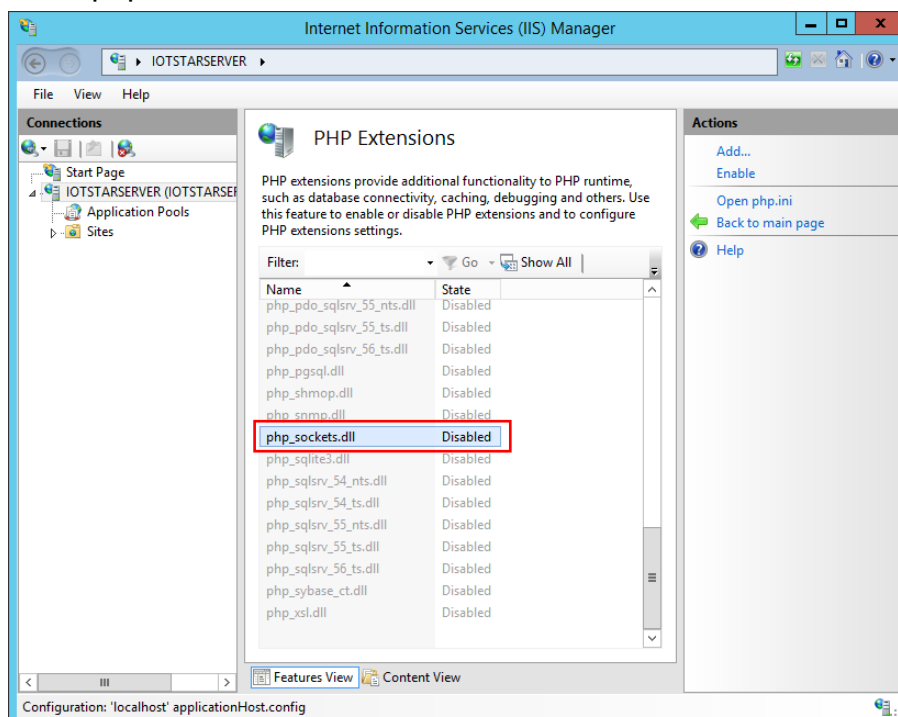 Internet Information Services (IIS) Manager
IOTSTARSERVER
File View Help
Connections
Start Page
IOTSTARSERVER (IOTSTARSEF
Application Pools
Sites
PHP Extensions
PHP extensions provide additional functionality to PHP runtime,
such as database connectivity, caching, debugging and others. Use
this feature to enable or disable PHP extensions and to configure
PHP extensions settings.
Filter: Go Show All
Name State
php_pdo_sqlsrv_55_nts.dll Disabled
php_pdo_sqlsrv_55_ts.dll Disabled
php_pdo_sqlsrv_56_ts.dll Disabled
php_pgsql.dll Disabled
php_shmop.dll Disabled
php_snmp.dll Disabled
php_sockets.dll Disabled
php_sqlite3.dll Disabled
php_sqlsrv_54_nts.dll Disabled
php_sqlsrv_54_ts.dll Disabled
php_sqlsrv_55_nts.dll Disabled
php_sqlsrv_55_ts.dll Disabled
php_sqlsrv_56_ts.dll Disabled
php_sybase_ct.dll Disabled
php_xsl.dll Disabled
Features View Content View
Actions
Add...
Enable
Open php.ini
Back to main page
Help
Configuration: 'localhost' applicationHost.config